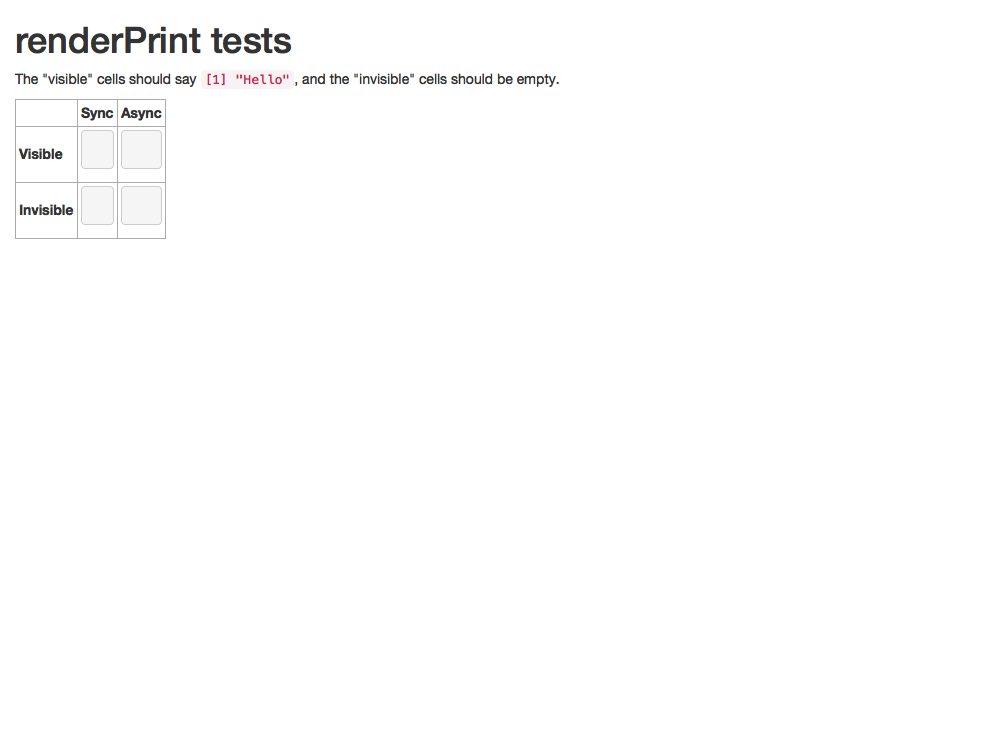 renderPrint tests
The "visible" cells should say [1] "Hello" , and the "invisible" cells should be empty.
Sync Async
Visible
Invisible